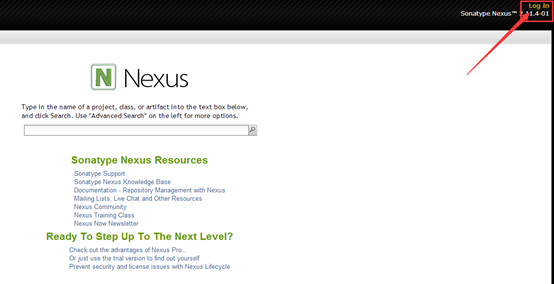 Log In
Sonatype Nexus™ 2.11.4-01
N Nexus
Type in the name of a project, class, or artifact into the text box below,
and click Search. Use "Advanced Search" on the left for more options.
Sonatype Nexus Resources
Sonatype Support
Sonatype Nexus Knowledge Base
Documentation - Repository Management with Nexus
Mailing Lists, Live Chat and Other Resources
Nexus Community
Nexus Training Class
Nexus Now Newsletter
Ready To Step Up To The Next Level?
Check out the advantages of Nexus Pro...
Or just use the trial version to find out yourself
Prevent security and license issues with Nexus Lifecycle